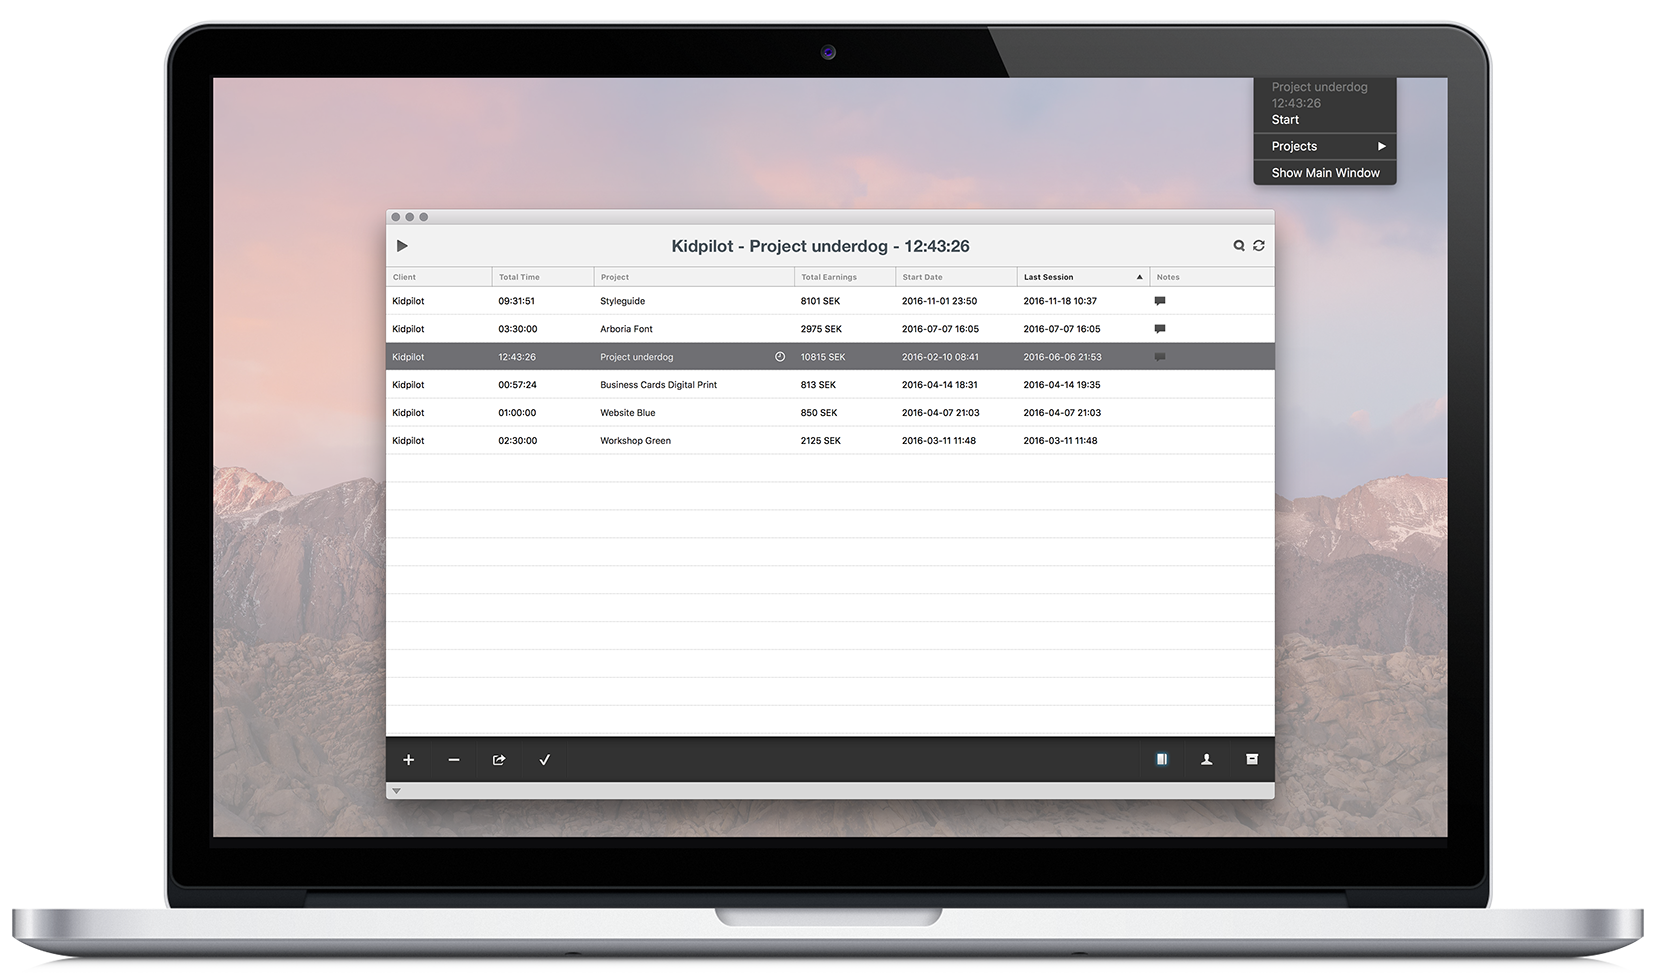 Project underdog
12:43:26
Start
Projects
Show Main Window
Kidpilot - Project underdog - 12:43:26
Client Total Time Project Total Earnings Start Date Last Session Notes
Kidpilot 09:31:51 Styleguide 8101 SEK 2016-11-01 23:50 2016-11-18 10:37
Kidpilot 03:30:00 Arboria Font 2975 SEK 2016-07-07 16:05 2016-07-07 16:05
Kidpilot 12:43:26 Project underdog 10815 SEK 2016-02-10 08:41 2016-06-06 21:53
Kidpilot 00:57:24 Business Cards Digital Print 813 SEK 2016-04-14 18:31 2016-04-14 19:35
Kidpilot 01:00:00 Website Blue 850 SEK 2016-04-07 21:03 2016-04-07 21:03
Kidpilot 02:30:00 Workshop Green 2125 SEK 2016-03-11 11:48 2016-03-11 11:48